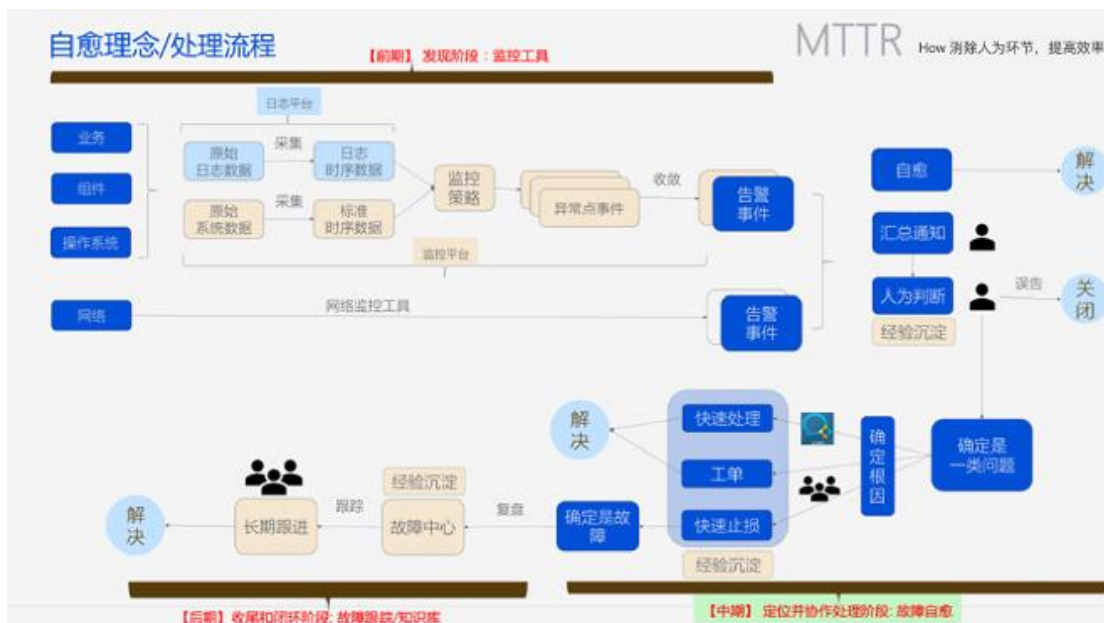 自愈理念/处理流程
MTTR
How 消除人为环节，提高效率
【前期】 发现阶段：监控工具
日志平台
业务
组件
操作系统
网络
原始
日志数据
采集
日志
时序数据
原始
系统数据
采集
标准
时序数据
监控
策略
异常点事件
收敛
告警
事件
监控平台
网络监控工具
告警
事件
自愈
解
决
汇总通知
人为判断
误告
关
闭
经验沉淀
解
决
快速处理
工单
快速止损
经验沉淀
确
定
根
因
确定是
一类问题
解
决
长期跟进
跟踪
经验沉淀
故障中心
复盘
确定是故
障
【后期】收尾和闭环阶段: 故障跟踪/知识库
【中期】 定位并协作处理阶段: 故障自愈